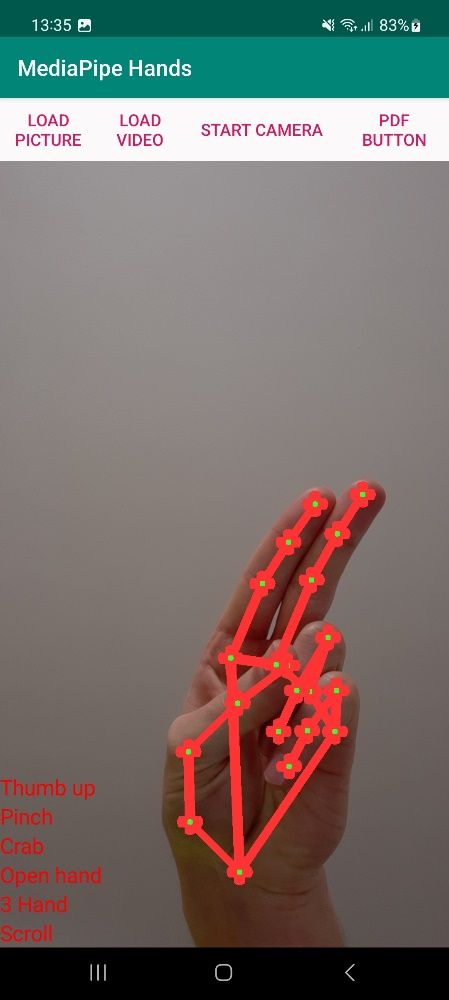 13:35
83%
MediaPipe Hands
LOAD
PICTURE
LOAD
VIDEO
START CAMERA
PDF
BUTTON
Thumb up
Pinch
Crab
Open hand
3 Hand
Scroll